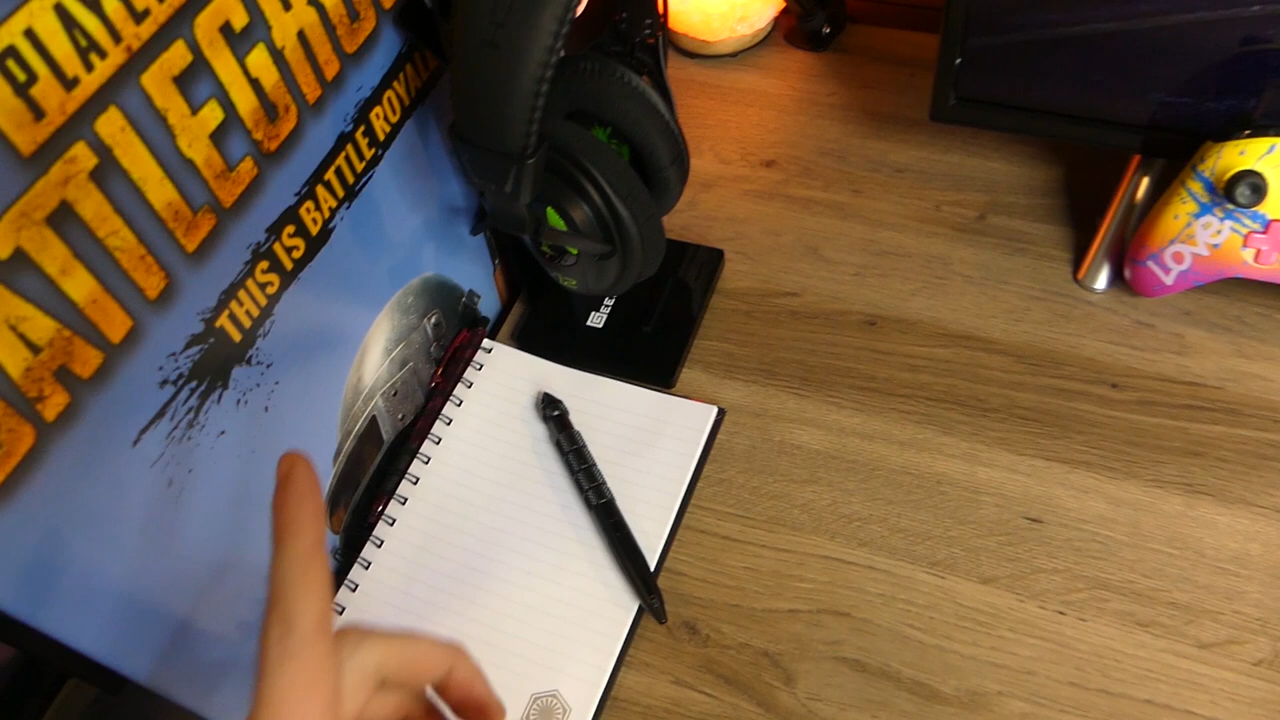 PLAYE
BATTLEGRO
THIS IS BATTLE ROYALE
GEE
LOVE